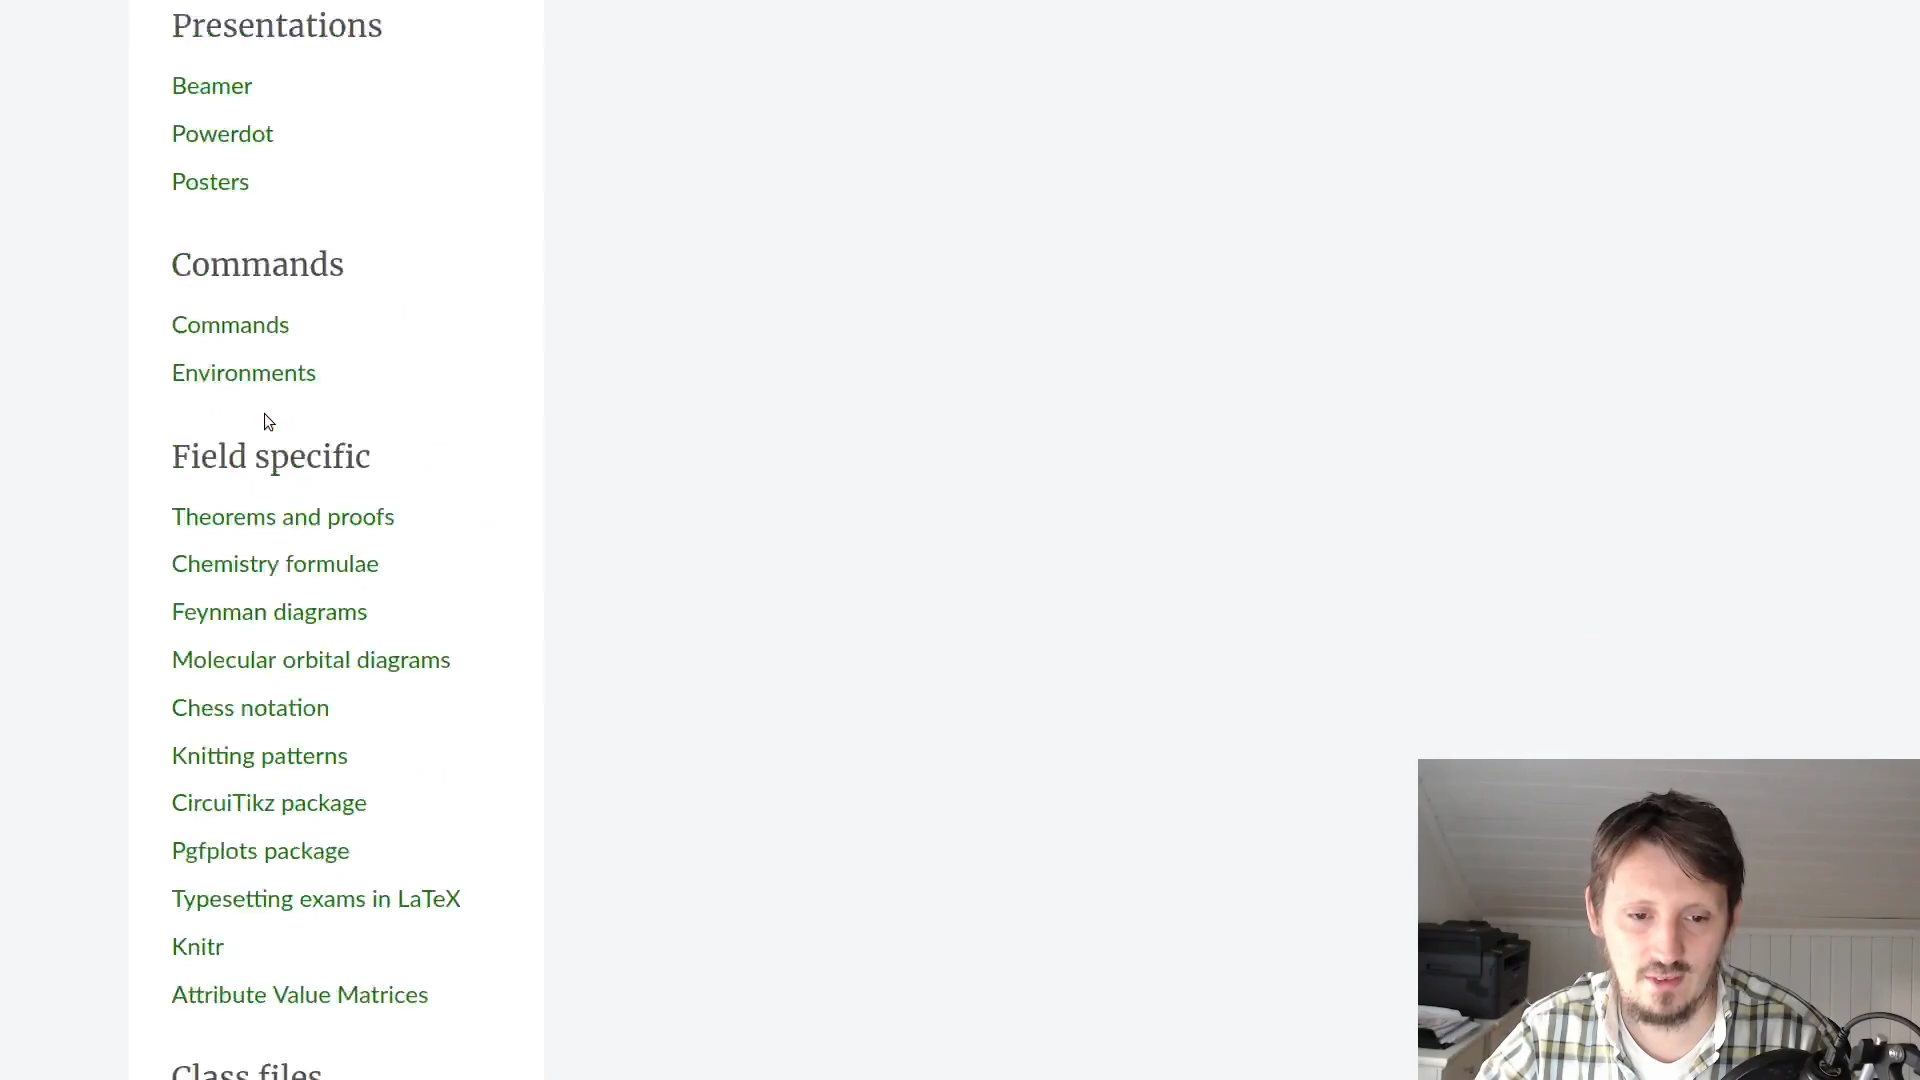 Presentations
Beamer
Powerdot
Posters
Commands
Commands
Environments
Field specific
Theorems and proofs
Chemistry formulae
Feynman diagrams
Molecular orbital diagrams
Chess notation
Knitting patterns
CircuiTikz package
Pgfplots package
Typesetting exams in LaTeX
Knitr
Attribute Value Matrices
Class files